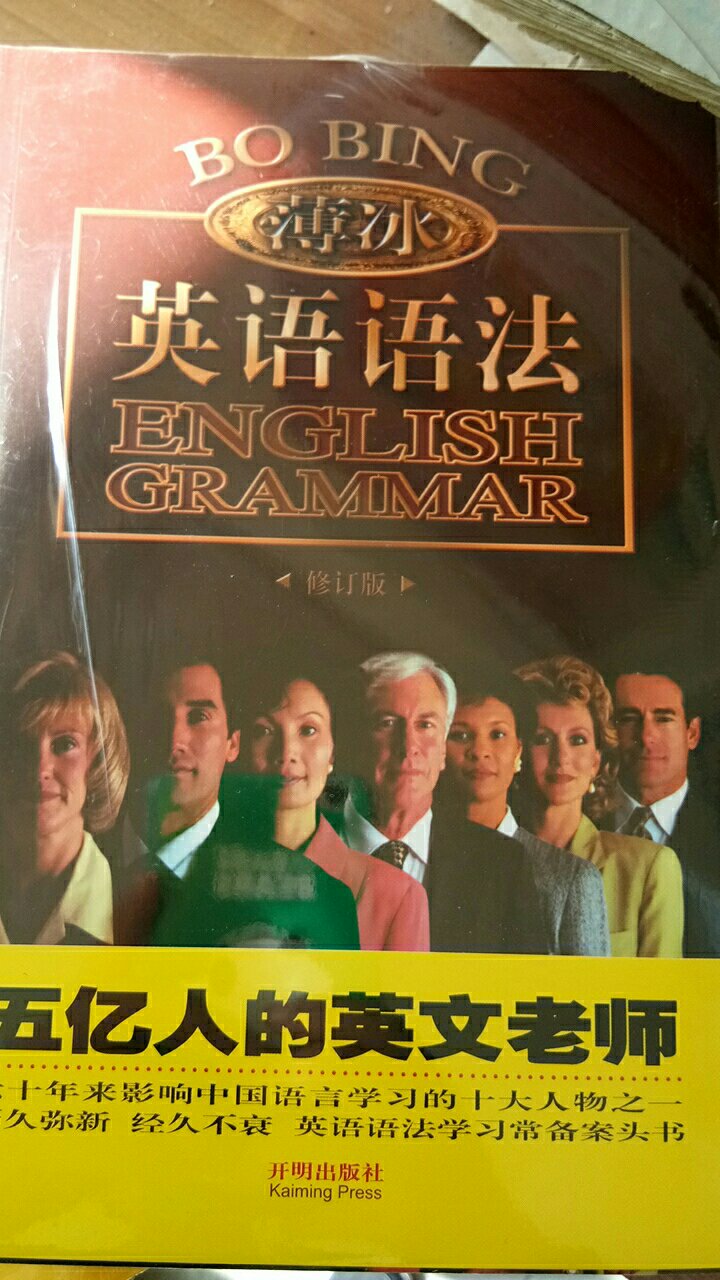 BO BING
薄冰
英语语法
ENGLISH
GRAMMAR
修订版
五亿人的英文老师
十年来影响中国语言学习的十大人物之一
久弥新 经久不衰 英语语法学习常备案头书
开明出版社
Kaiming Press